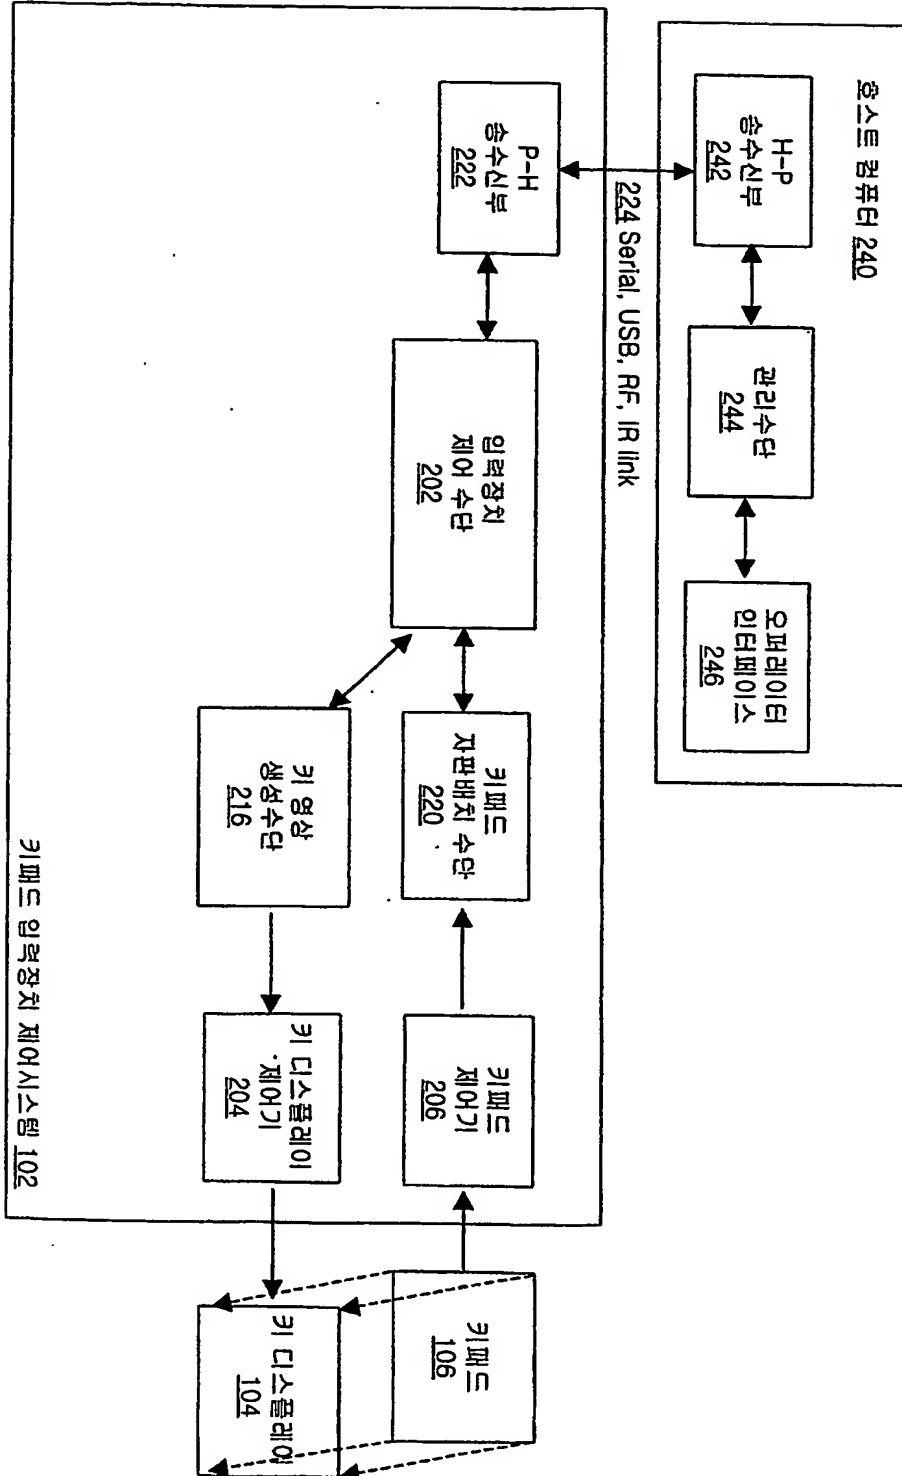 호스트 컴퓨터 240
H-P
송수신부
242
관리수단
244
오퍼레이터
인터페이스
246
224 Serial, USB, RF, IR link
P-H
송수신부
222
입력장치
제어 수단
202
키패드
자판배치 수단
220
키패드
제어기
206
키패드
106
키 영상
생성수단
216
키 디스플레이
제어기
204
키 디스플레이
104
키패드 입력장치 제어시스템 102